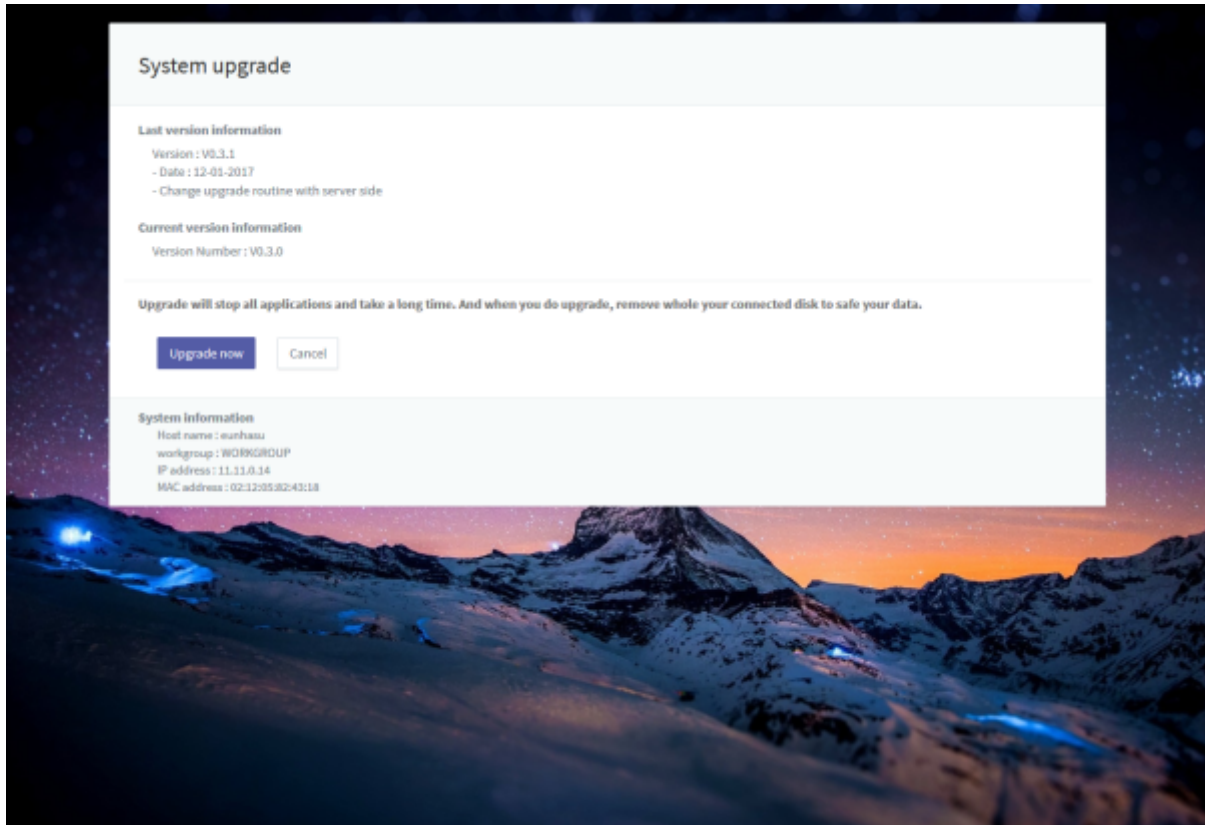 System upgrade
Last version information
Version : V0.3.1
- Date : 12-01-2017
- Change upgrade routine with server side
Current version information
Version Number : V0.3.0
Upgrade will stop all applications and take a long time. And when you do upgrade, remove whole your connected disk to safe your data.
Upgrade now
Cancel
System information
Host name : eunhasu
workgroup : WORKGROUP
IP address : 11.11.0.14
MAC address : 02:12:05:82:43:18